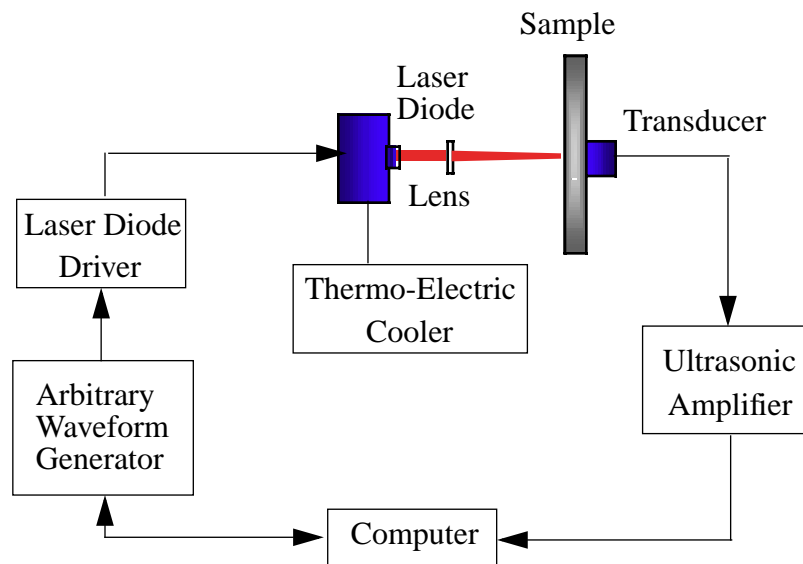 Sample
Laser
Diode
Transducer
Lens
Laser Diode
Driver
Thermo-Electric
Cooler
Ultrasonic
Amplifier
Arbitrary
Waveform
Generator
Computer